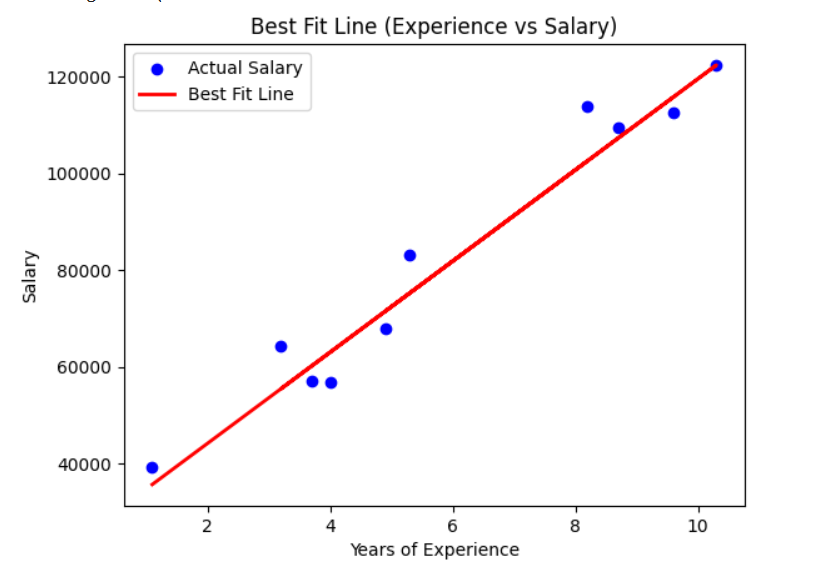 Best Fit Line (Experience vs Salary)
Actual Salary
Best Fit Line
120000
100000
80000
60000
40000
Salary
2 4 6 8 10
Years of Experience